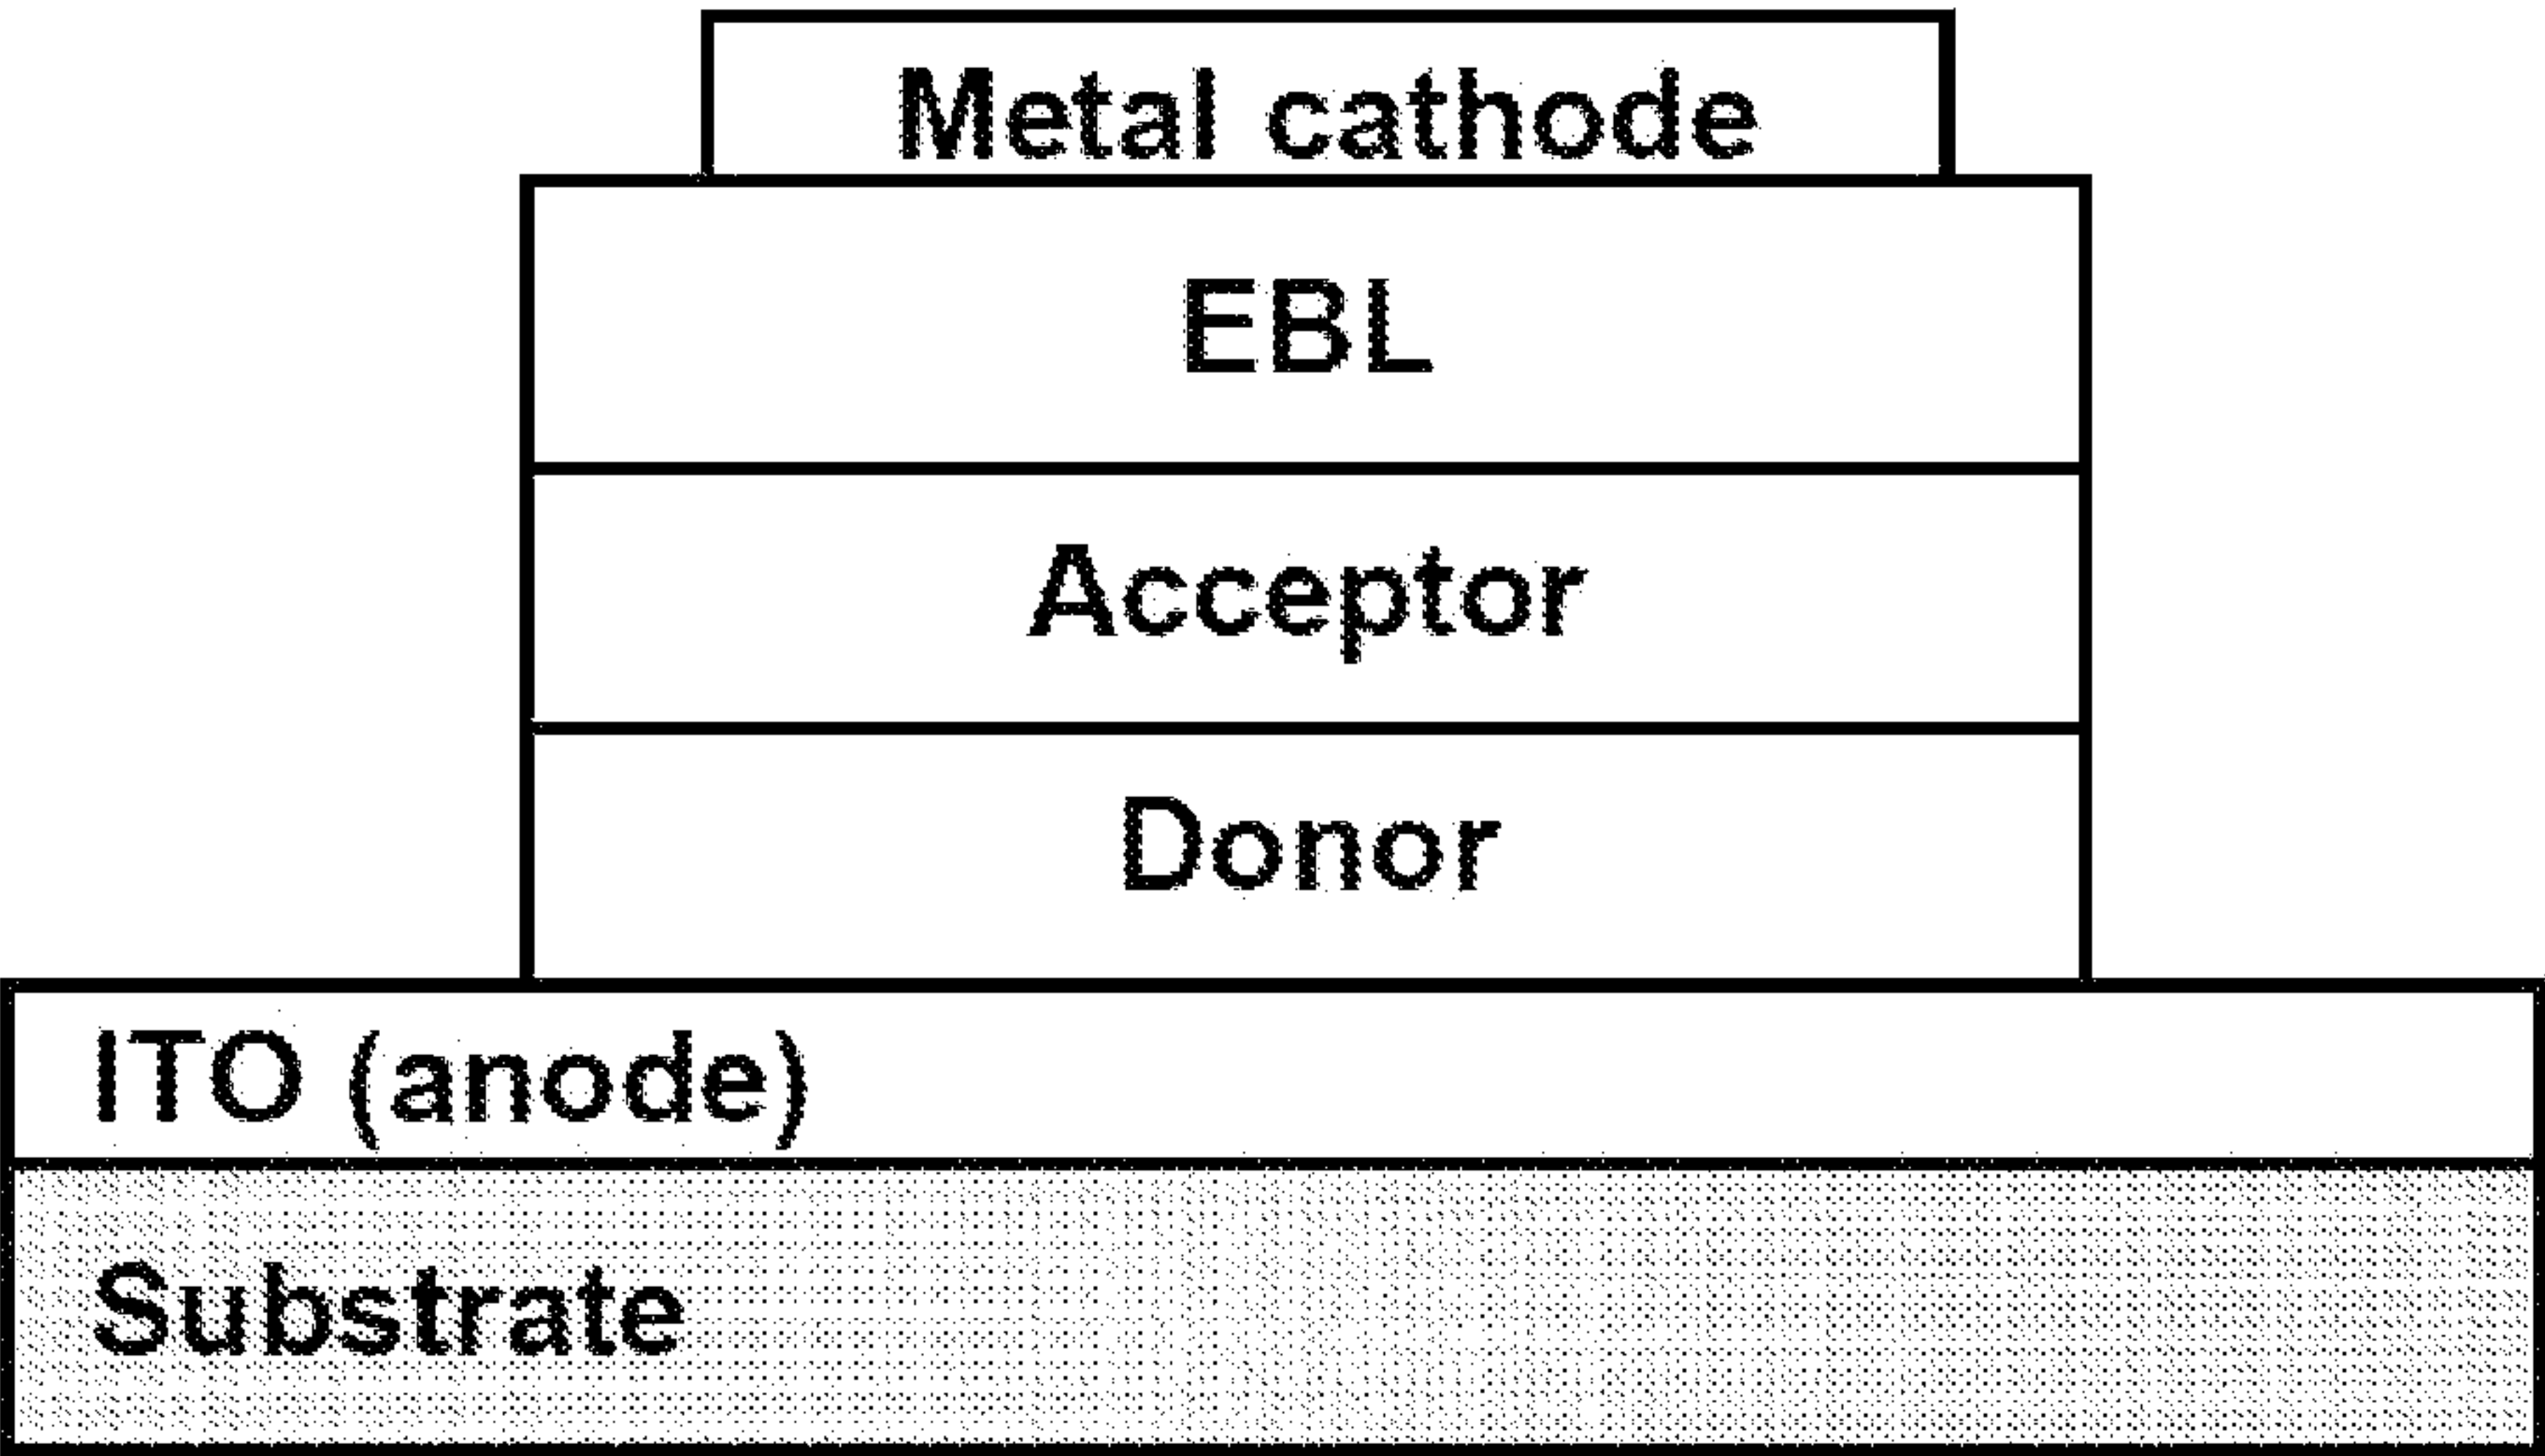 Metal cathode
EBL
Acceptor
Donor
ITO (anode)
Substrate